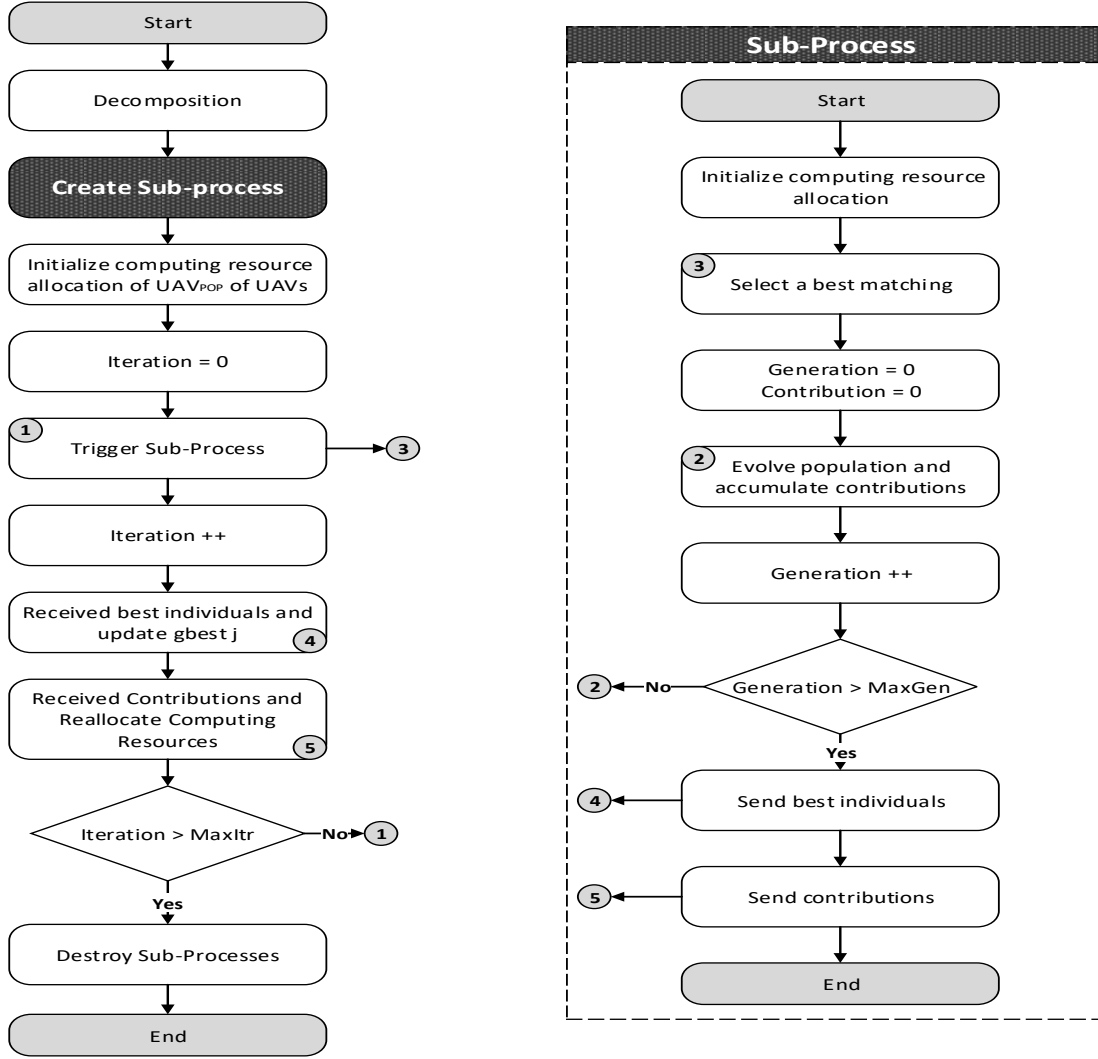 Start
Decomposition
Create Sub-process
Initialize computing resource
allocation of UAVPOP of UAVs
Iteration = 0
1
Trigger Sub-Process
3
Iteration ++
Received best individuals and
update gbest j
4
Received Contributions and
Reallocate Computing
Resources
5
Iteration > MaxItr
No
1
Yes
Destroy Sub-Processes
End
Sub-Process
Start
Initialize computing resource
allocation
3
Select a best matching
Generation = 0
Contribution = 0
2
Evolve population and
accumulate contributions
Generation ++
2
No
Generation > MaxGen
Yes
4
Send best individuals
5
Send contributions
End